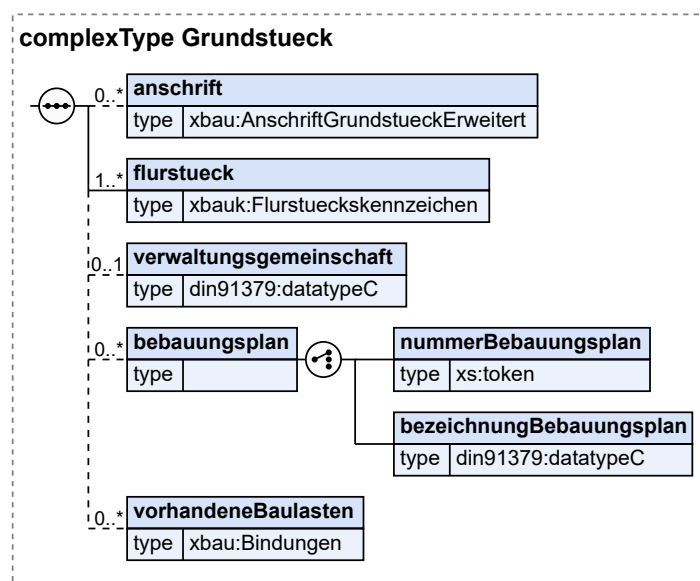 complexType Grundstueck
0..* anschrift
type xbau:AnschriftGrundstueckErweitert
1..* flurstueck
type xbauk:Flurstueckskennzeichen
0..1 verwaltungsgemeinschaft
type din91379:datatypeC
0..* bebauungsplan nummerBebauungsplan
type type xs:token
bezeichnungBebauungsplan
type din91379:datatypeC
0..* vorhandeneBaulasten
type xbau:Bindungen